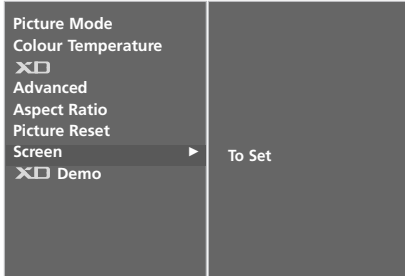 Picture Mode
Colour Temperature
XD
Advanced
Aspect Ratio
Picture Reset
Screen ► To Set
XD Demo